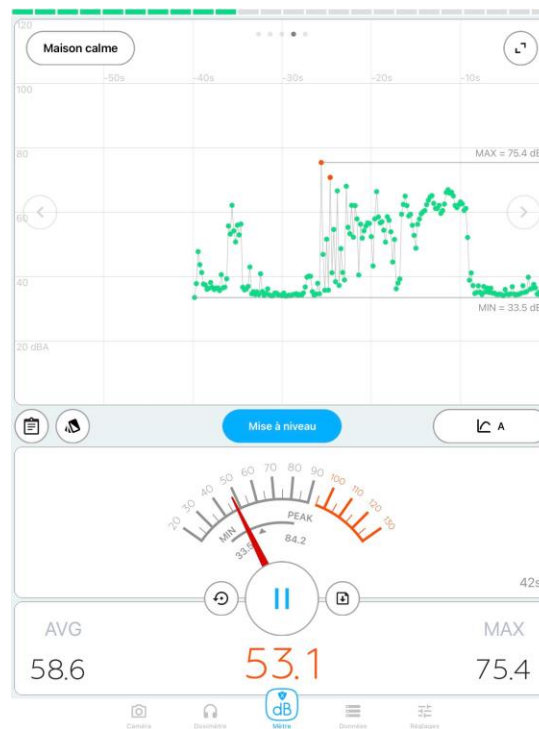 120
Maison calme
-50s -40s -30s -20s -10s
100
80
MAX = 75.4 dB
60
40
MIN = 33.5 dB
20 dBA
Mise à niveau
A
20 30 40 50 60 70 80 90 100 110 120 130
MIN PEAK
33.5 84.2
42s
AVG MAX
58.6 53.1 75.4
dB
Caméra Dosimètre Mètre Données Réglages